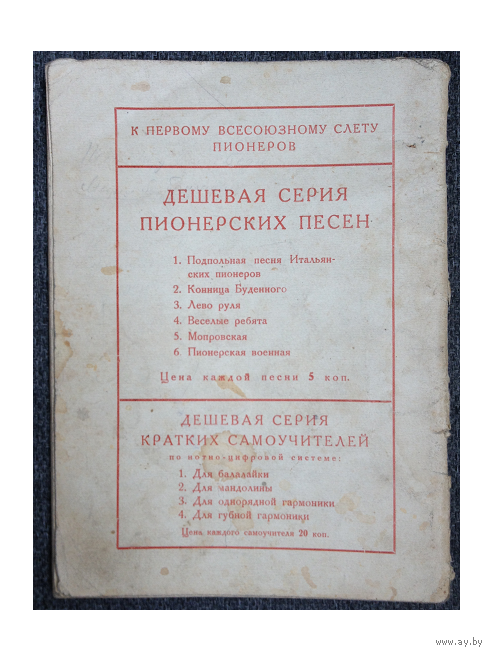 К ПЕРВОМУ ВСЕСОЮЗНОМУ СЛЕТУ
ПИОНЕРОВ
ДЕШЕВАЯ СЕРИЯ
ПИОНЕРСКИХ ПЕСЕН
1. Подпольная песня Итальян-
ских пионеров
2. Конница Буденного
3. Лево руля
4. Веселые ребята
5. Мопровская
6 Пионерская военная
Цена каждой песни 5 коп.
ДЕШЕВАЯ СЕРИЯ
КРАТКИХ САМОУЧИТЕЛЕЙ
по нотно-цифровой системе:
1. Для балалайки
2. Для мандолины
3. Для однорядной гармоники
4. Для губной гармоники
Цена каждого самоучителя 20 коп.
www.ay.by